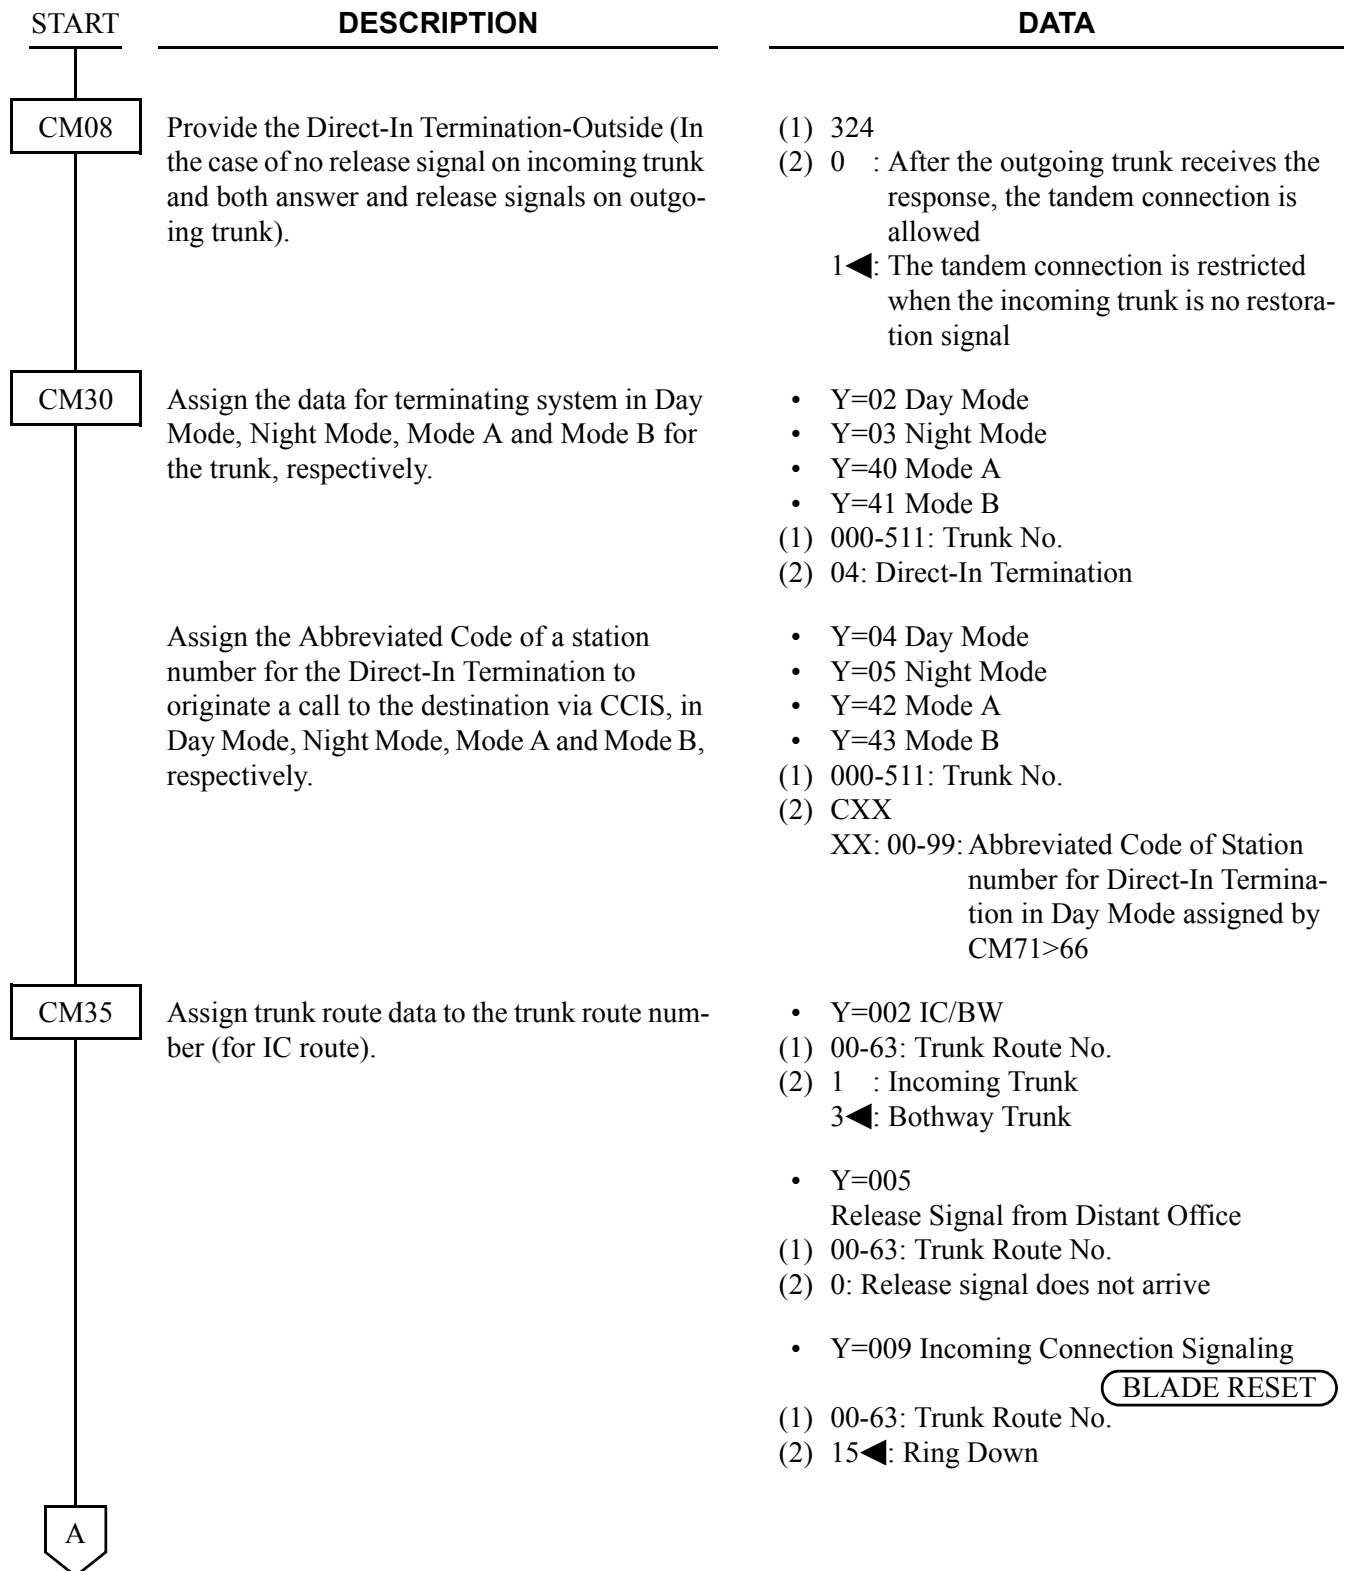 START DESCRIPTION DATA
CM08
Provide the Direct-In Termination-Outside (In
the case of no release signal on incoming trunk
and both answer and release signals on outgo-
ing trunk).
(1) 324
(2) 0 : After the outgoing trunk receives the
response, the tandem connection is
allowed
1◀: The tandem connection is restricted
when the incoming trunk is no restora-
tion signal
CM30
Assign the data for terminating system in Day
Mode, Night Mode, Mode A and Mode B for
the trunk, respectively.
• Y=02 Day Mode
• Y=03 Night Mode
• Y=40 Mode A
• Y=41 Mode B
(1) 000-511: Trunk No.
(2) 04: Direct-In Termination
Assign the Abbreviated Code of a station
number for the Direct-In Termination to
originate a call to the destination via CCIS, in
Day Mode, Night Mode, Mode A and Mode B,
respectively.
• Y=04 Day Mode
• Y=05 Night Mode
• Y=42 Mode A
• Y=43 Mode B
(1) 000-511: Trunk No.
(2) CXX
XX: 00-99: Abbreviated Code of Station
number for Direct-In Termina-
tion in Day Mode assigned by
CM71>66
CM35
Assign trunk route data to the trunk route num-
ber (for IC route).
• Y=002 IC/BW
(1) 00-63: Trunk Route No.
(2) 1 : Incoming Trunk
3◀: Bothway Trunk
• Y=005
Release Signal from Distant Office
(1) 00-63: Trunk Route No.
(2) 0: Release signal does not arrive
• Y=009 Incoming Connection Signaling
BLADE RESET
(1) 00-63: Trunk Route No.
(2) 15◀: Ring Down
A